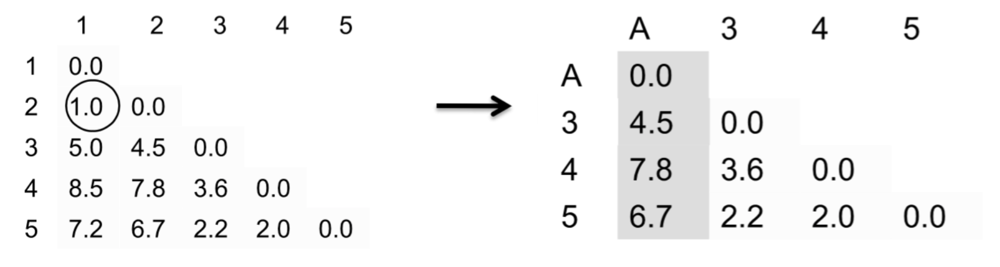 1 2 3 4 5
1 0.0
2 1.0 0.0
3 5.0 4.5 0.0
4 8.5 7.8 3.6 0.0
5 7.2 6.7 2.2 2.0 0.0
A 3 4 5
A 0.0
3 4.5 0.0
4 7.8 3.6 0.0
5 6.7 2.2 2.0 0.0